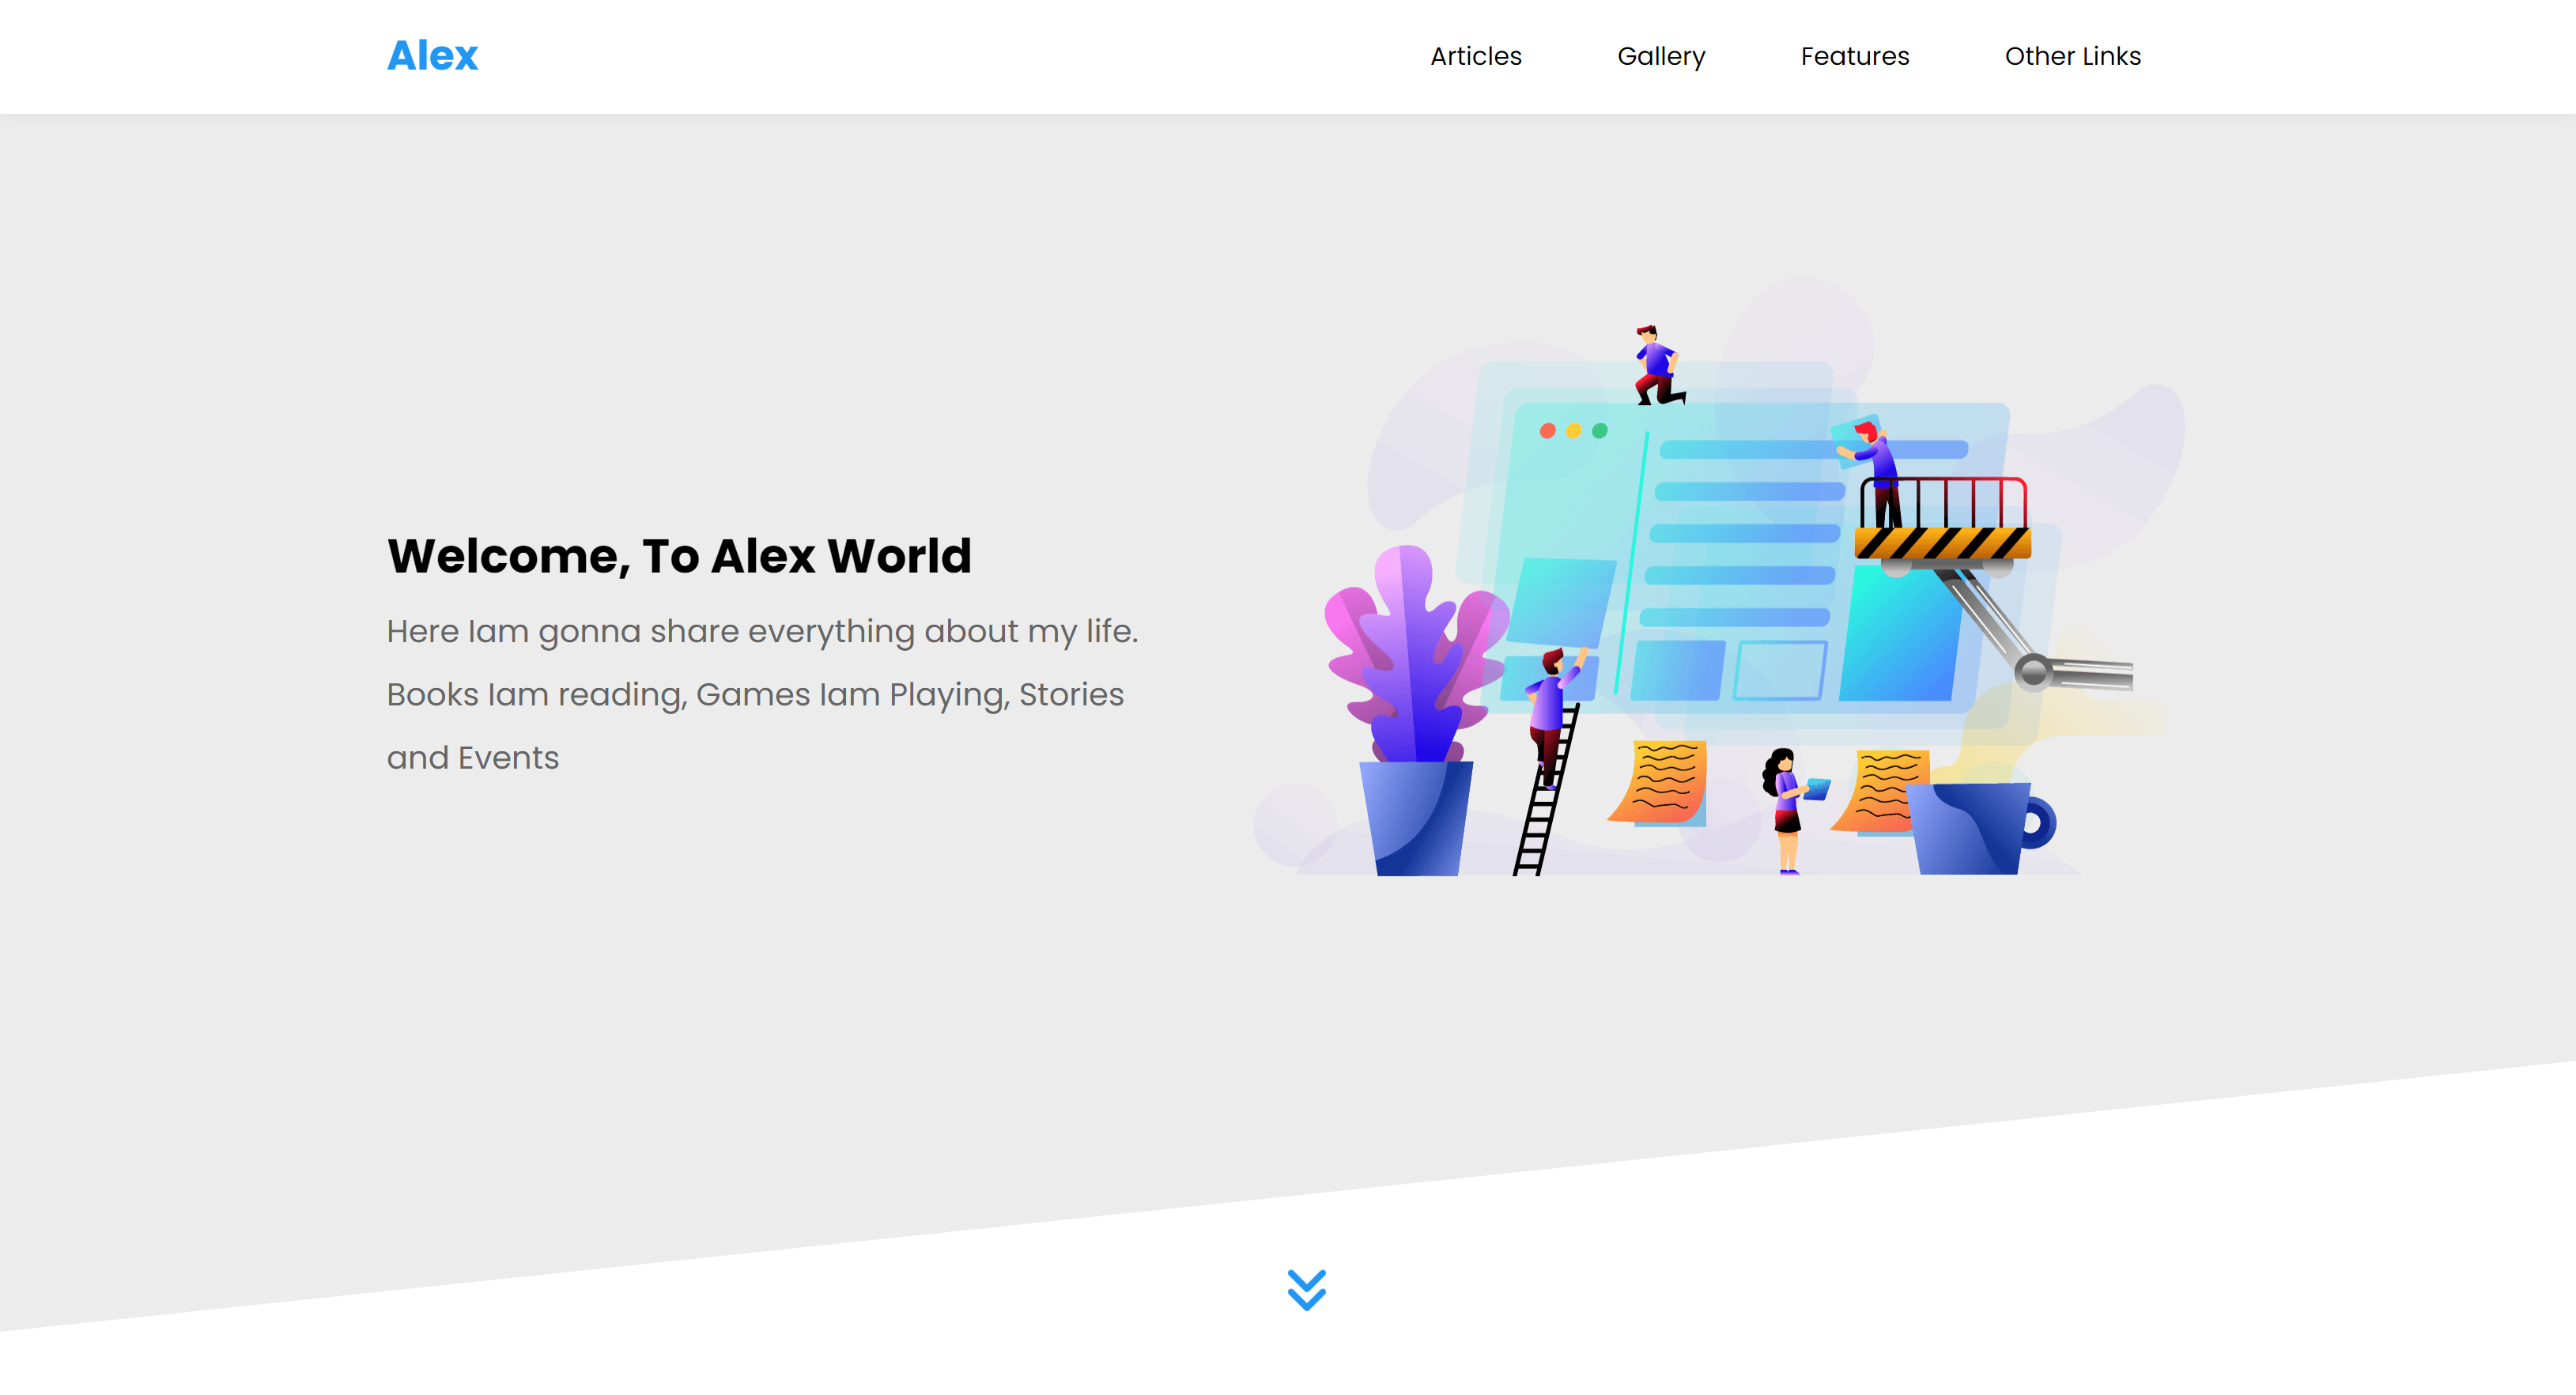 Alex
Articles
Gallery
Features
Other Links
Welcome, To Alex World
Here Iam gonna share everything about my life.
Books Iam reading, Games Iam Playing, Stories
and Events